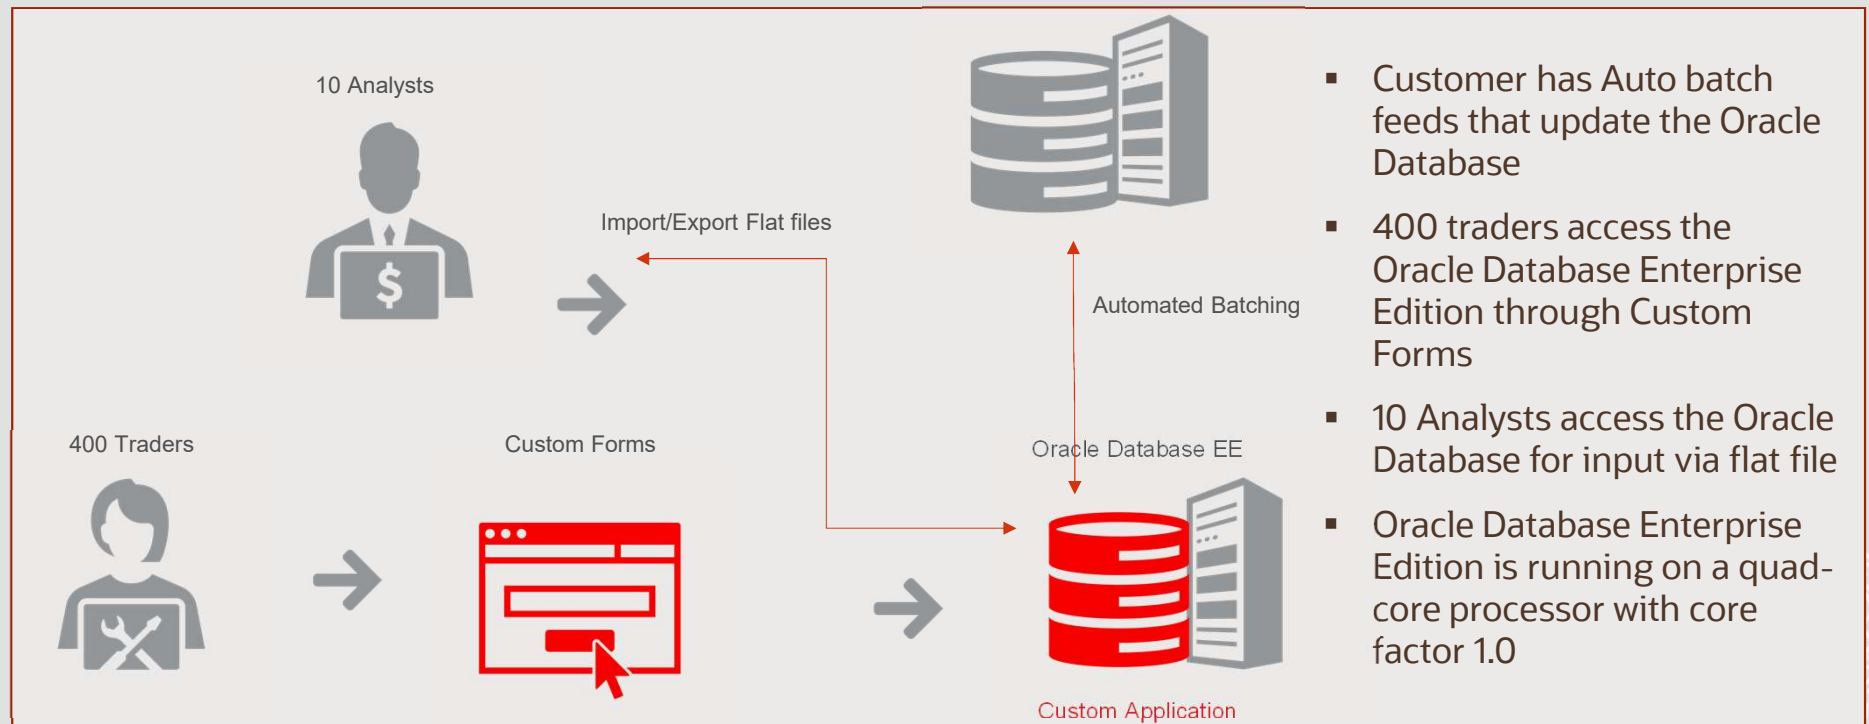 10 Analysts
$
Import/Export Flat files
Automated Batching
400 Traders
Custom Forms
Oracle Database EE
Custom Application
▪ Customer has Auto batch
feeds that update the Oracle
Database
▪ 400 traders access the
Oracle Database Enterprise
Edition through Custom
Forms
▪ 10 Analysts access the Oracle
Database for input via flat file
▪ Oracle Database Enterprise
Edition is running on a quad-
core processor with core
factor 1.0